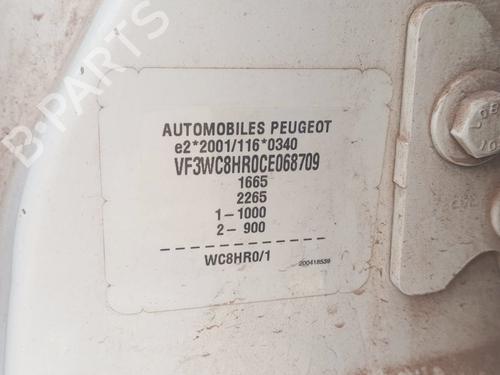 B-PARTS
AUTOMOBILES PEUGEOT
e2*2001/116*0340
VF3WC8HR0CE068709
1665
2265
1-1000
2- 900
WC8HR0/1
200418539